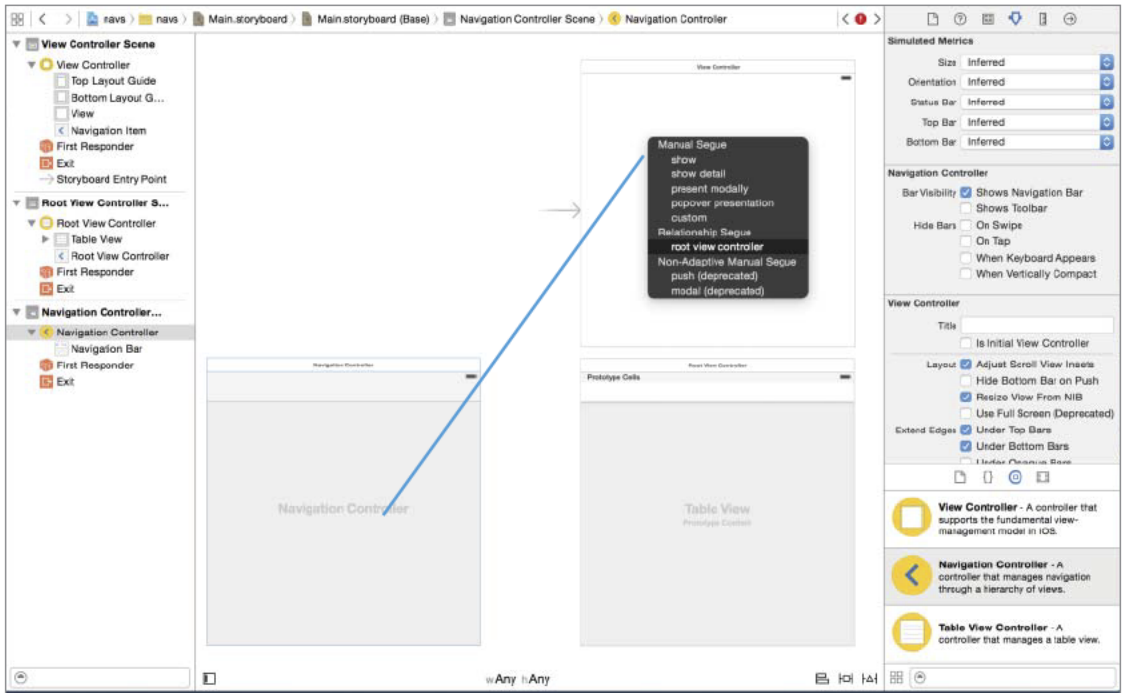 navs
navs
Main.storyboard
Main.storyboard (Base)
Navigation Controller Scene
Navigation Controller
View Controller Scene
View Controller
Top Layout Guide
Bottom Layout G...
View
Navigation Item
First Responder
Exit
Storyboard Entry Point
Root View Controller S...
Root View Controller
Table View
Root View Controller
First Responder
Exit
Navigation Controller...
Navigation Controller
Navigation Bar
First Responder
Exit
View Controller
Manual Segue
show
show detail
present modally
popover presentation
custom
Relationship Segue
root view controller
Non-Adaptive Manual Segue
push (deprecated)
modal (deprecated)
Navigation Controller
Navigation Controller
Root View Controller
Prototype Cells
Table View
Prototype Content
wAny hAny
Simulated Metrics
Size Inferred
Orientation Inferred
Status Bar Inferred
Top Bar Inferred
Bottom Bar Inferred
Navigation Controller
Bar Visibility Shows Navigation Bar
Shows Toolbar
Hide Bars On Swipe
On Tap
When Keyboard Appears
When Vertically Compact
View Controller
Title
Is Initial View Controller
Layout Adjust Scroll View Insets
Hide Bottom Bar on Push
Resize View From NIB
Use Full Screen (Deprecated)
Extend Edges Under Top Bars
Under Bottom Bars
Under Opaque Bars
{}
View Controller - A controller that
supports the fundamental view-
management model in iOS.
Navigation Controller - A
controller that manages navigation
through a hierarchy of views.
Table View Controller - A
controller that manages a table view.